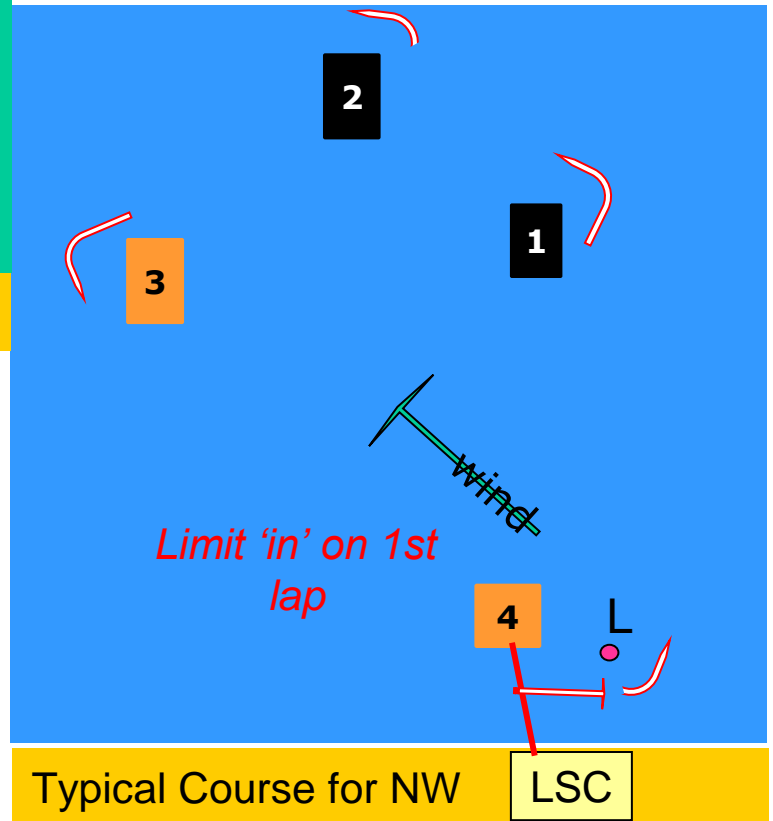 2
1
3
wind
Limit ‘in’ on 1st
lap
4
L
Typical Course for NW
LSC